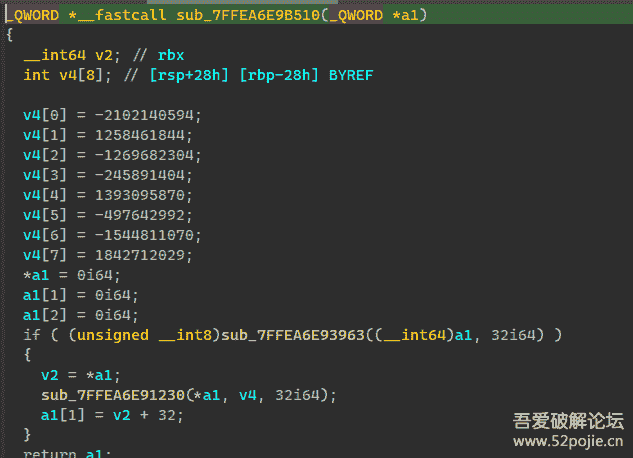 _QWORD *__fastcall sub_7FFEA6E9B510(_QWORD *a1)
{
__int64 v2; // rbx
int v4[8]; // [rsp+28h] [rbp-28h] BYREF
v4[0] = -2102140594;
v4[1] = 1258461844;
v4[2] = -1269682304;
v4[3] = -245891404;
v4[4] = 1393095870;
v4[5] = -497642992;
v4[6] = -1544811070;
v4[7] = 1842712029;
*a1 = 0i64;
a1[1] = 0i64;
a1[2] = 0i64;
if ( (unsigned __int8)sub_7FFEA6E93963((__int64)a1, 32i64) )
{
v2 = *a1;
sub_7FFEA6E91230(*a1, v4, 32i64);
a1[1] = v2 + 32;
}
return a1;
吾爱破解论坛
www.52pojie.cn